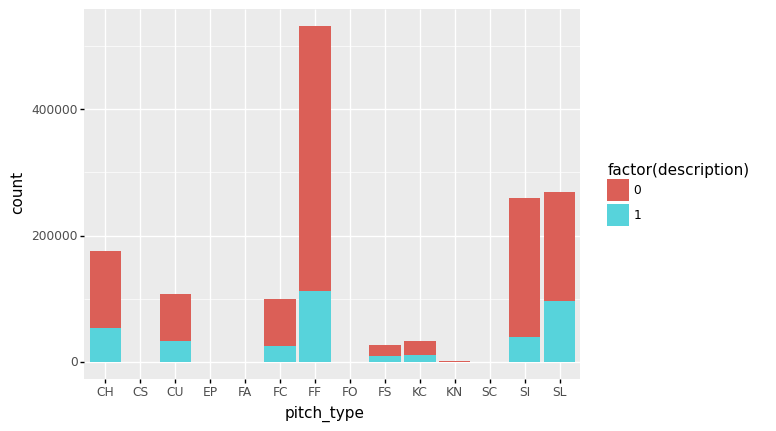 400000
200000
0
count
CH CS CU EP FA FC FF FO FS KC KN SC SI SL
pitch_type
factor(description)
0
1